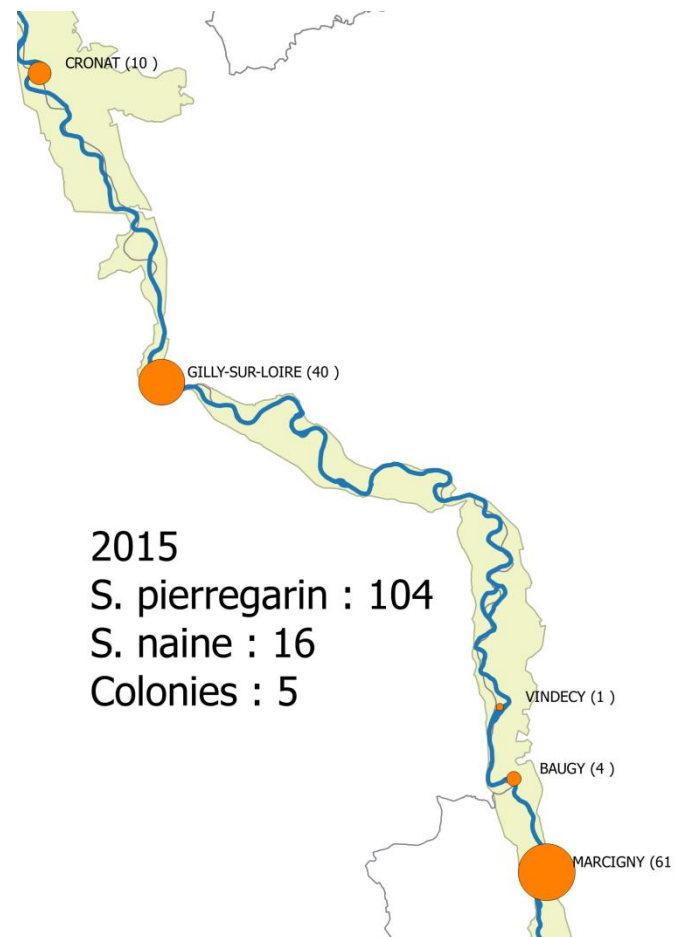 CRONAT (10 )
GILLY-SUR-LOIRE (40 )
2015
S. pierregarin : 104
S. naine : 16
Colonies : 5
VINDECY (1 )
BAUGY (4 )
MARCIGNY (61